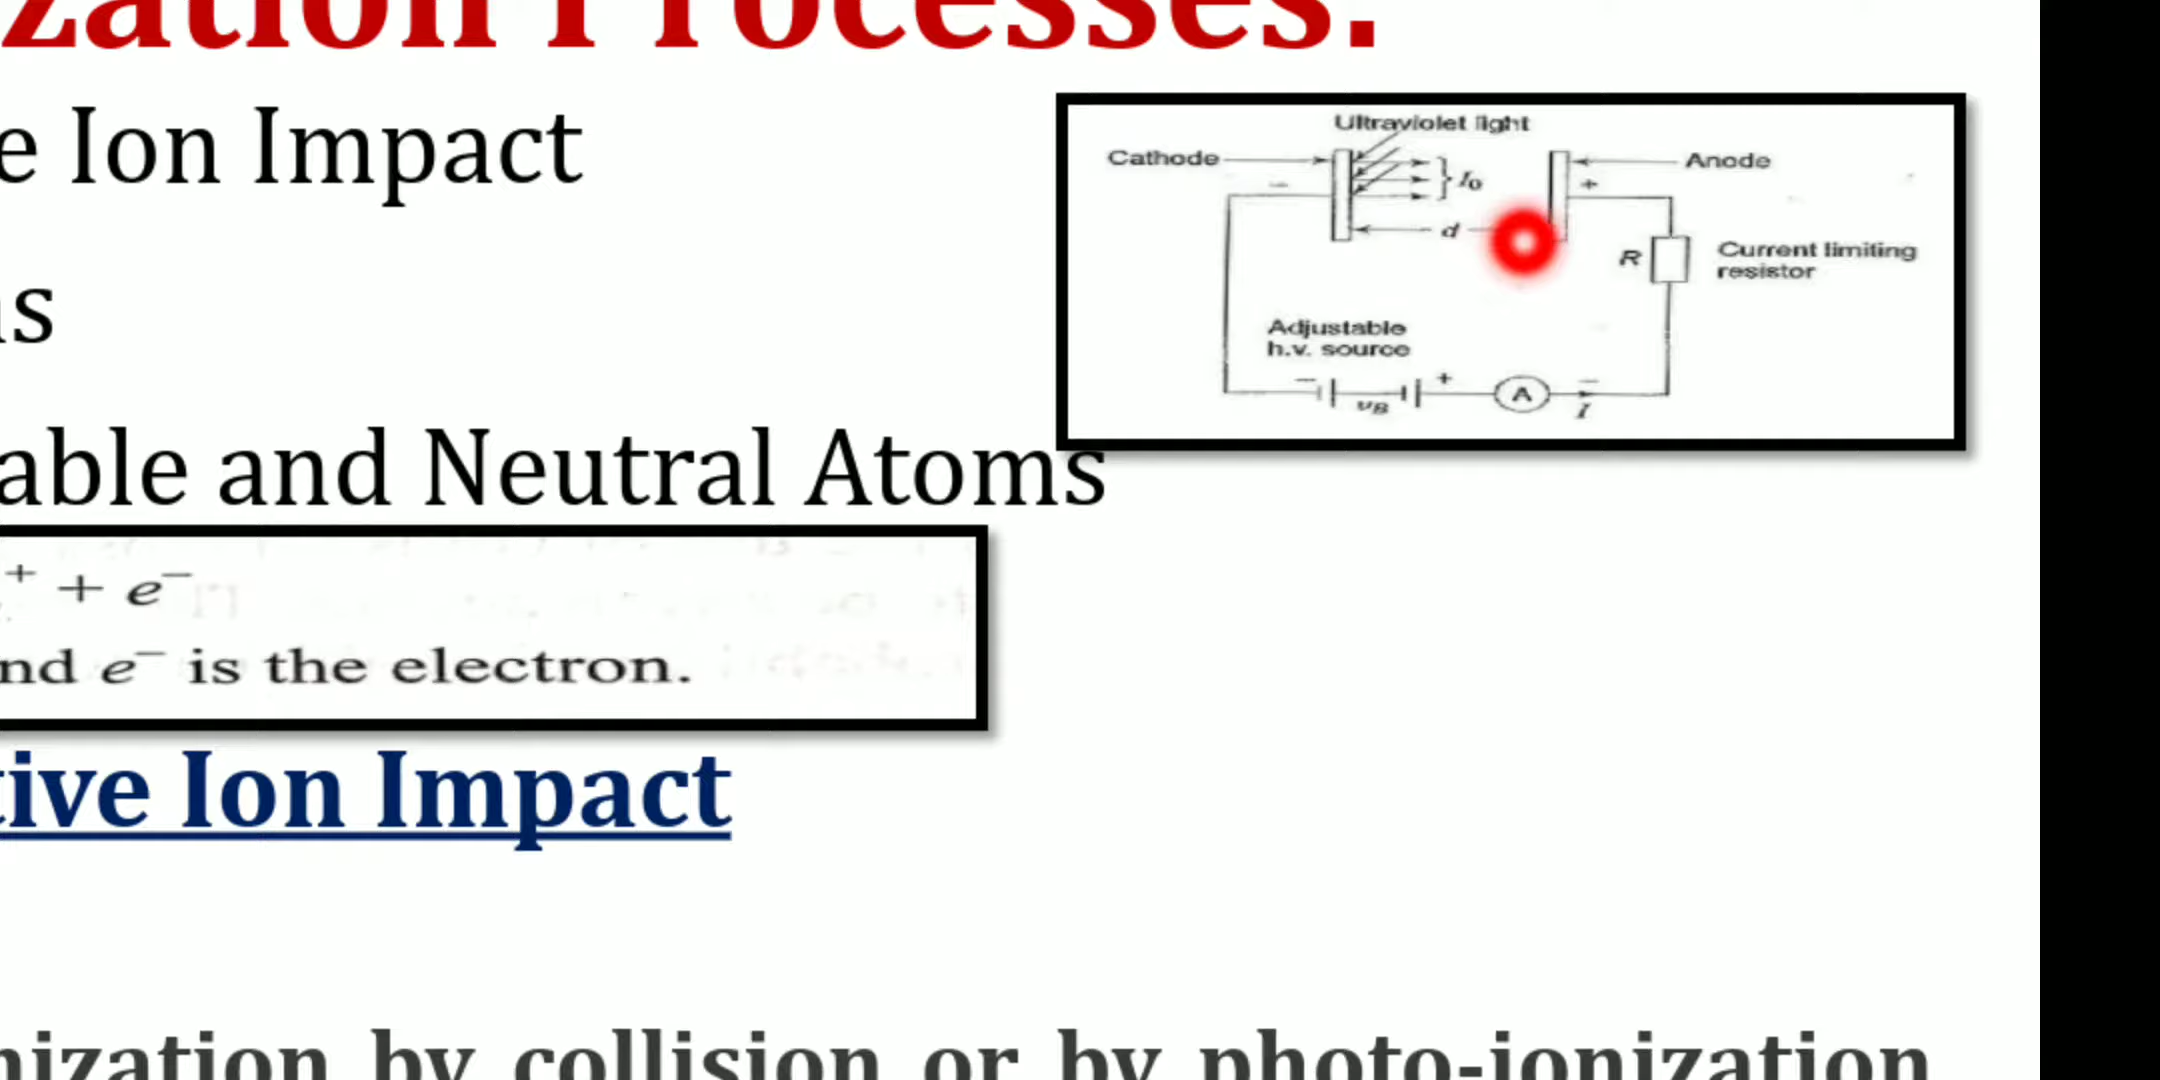 zation Processes:
e Ion Impact
Ultraviolet light
Cathode
Anode
I0
+
d
R
Current limiting
resistor
Adjustable
h.v. source
− + −
A
I
ns
able and Neutral Atoms
+ + e−
nd e− is the electron.
tive Ion Impact
nization by collision or by photo-ionization